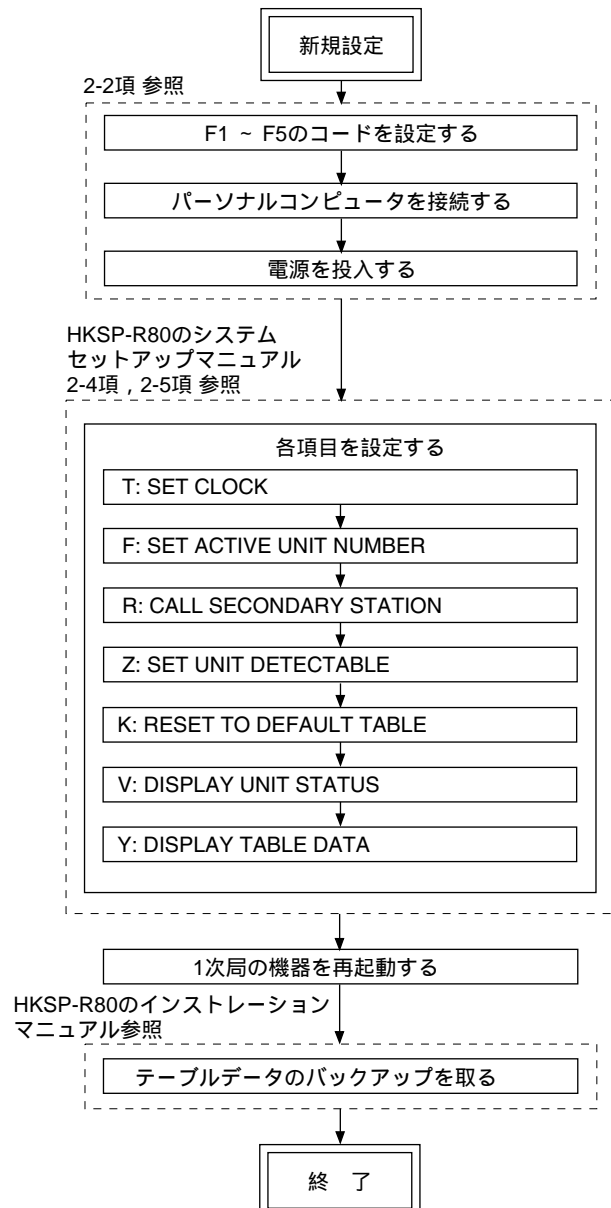 新規設定
2-2項 参照
F1 ~ F5のコードを設定する
パーソナルコンピュータを接続する
電源を投入する
HKSP-R80のシステム
セットアップマニュアル
2-4項 , 2-5項 参照
各項目を設定する
T: SET CLOCK
F: SET ACTIVE UNIT NUMBER
R: CALL SECONDARY STATION
Z: SET UNIT DETECTABLE
K: RESET TO DEFAULT TABLE
V: DISPLAY UNIT STATUS
Y: DISPLAY TABLE DATA
1次局の機器を再起動する
HKSP-R80のインストレーション
マニュアル参照
テーブルデータのバックアップを取る
終 了